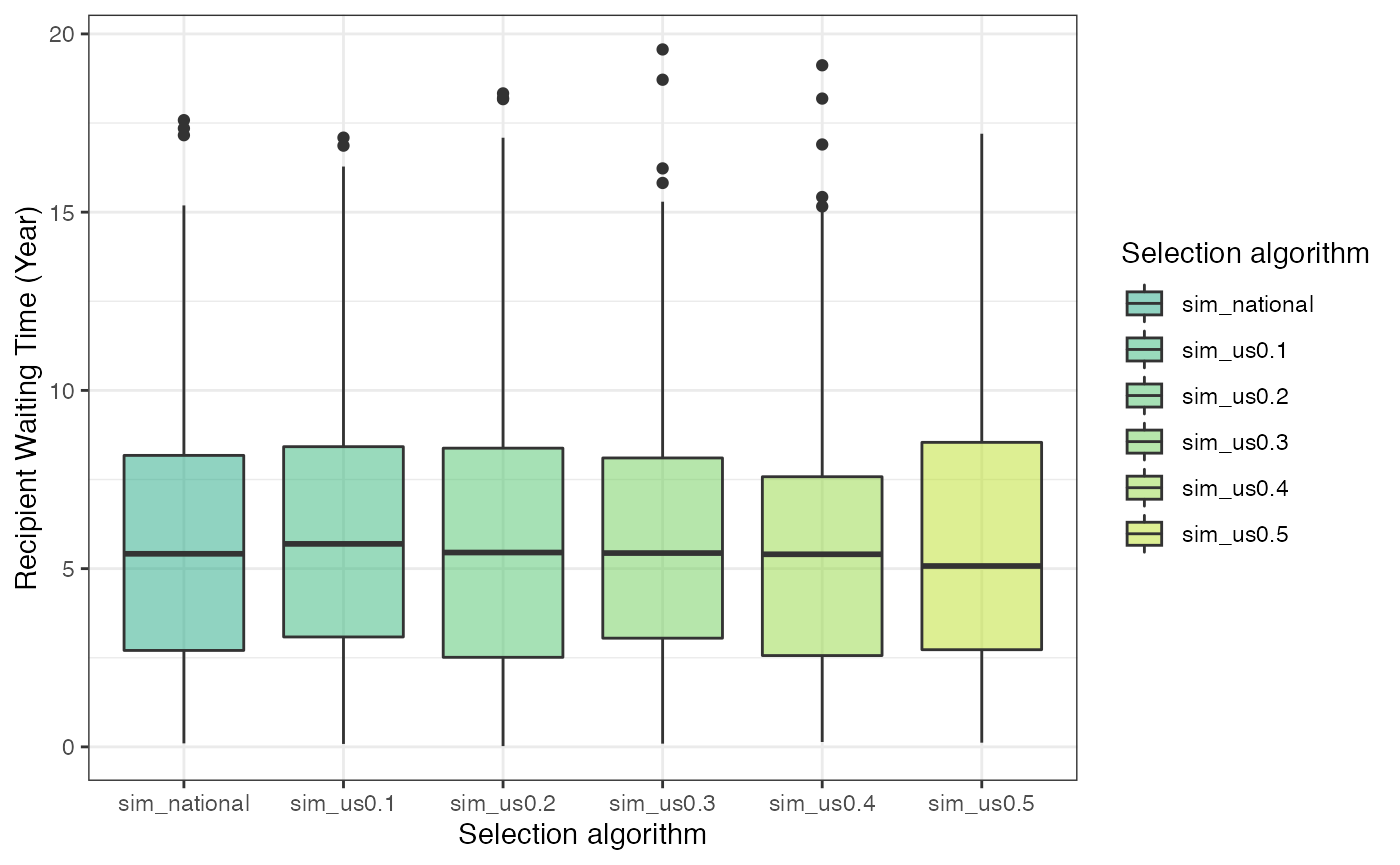 20
15
10
5
0
Recipient Waiting Time (Year)
sim_national
sim_us0.1
sim_us0.2
sim_us0.3
sim_us0.4
sim_us0.5
Selection algorithm
Selection algorithm
sim_national
sim_us0.1
sim_us0.2
sim_us0.3
sim_us0.4
sim_us0.5